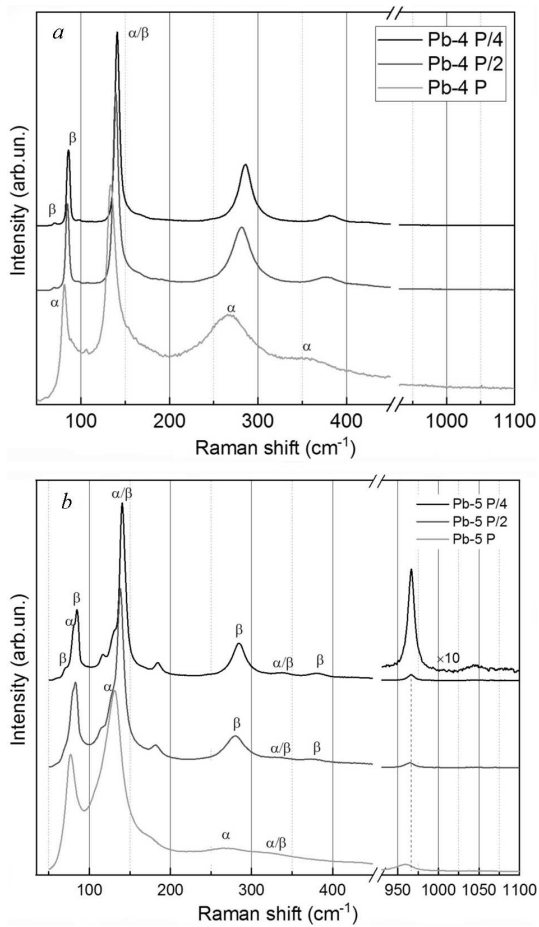 a
α/β
Pb-4 P/4
Pb-4 P/2
Pb-4 P
β
β
α
α
α
Intensity (arb.un.)
100 200 300 400 1000 1100
Raman shift (cm-1)
b
α/β
Pb-5 P/4
Pb-5 P/2
Pb-5 P
β
α
β
β
α/β
β
×10
α
β
α/β
β
α
α/β
Intensity (arb.un.)
100 200 300 400 950 1000 1050 1100
Raman shift (cm-1)